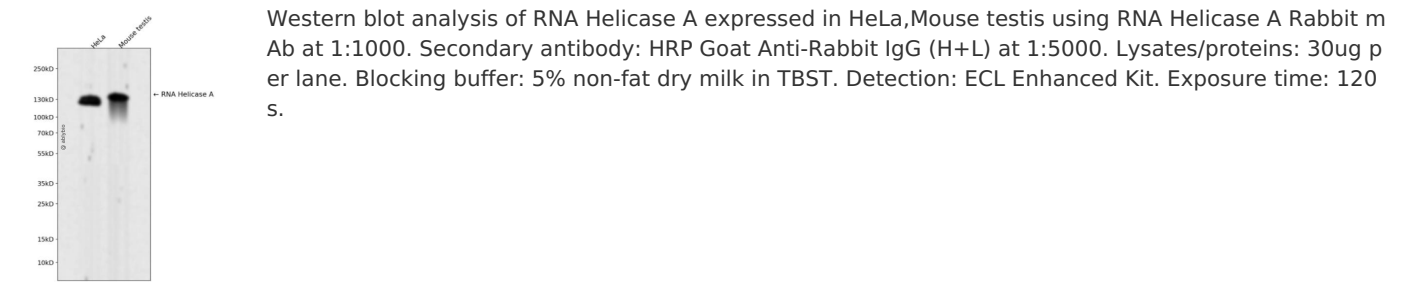 HeLa
Mouse testis
250kD
130kD
100kD
70kD
55kD
35kD
25kD
15kD
10kD
← RNA Helicase A
Western blot analysis of RNA Helicase A expressed in HeLa,Mouse testis using RNA Helicase A Rabbit m
Ab at 1:1000. Secondary antibody: HRP Goat Anti-Rabbit IgG (H+L) at 1:5000. Lysates/proteins: 30ug p
er lane. Blocking buffer: 5% non-fat dry milk in TBST. Detection: ECL Enhanced Kit. Exposure time: 120
s.